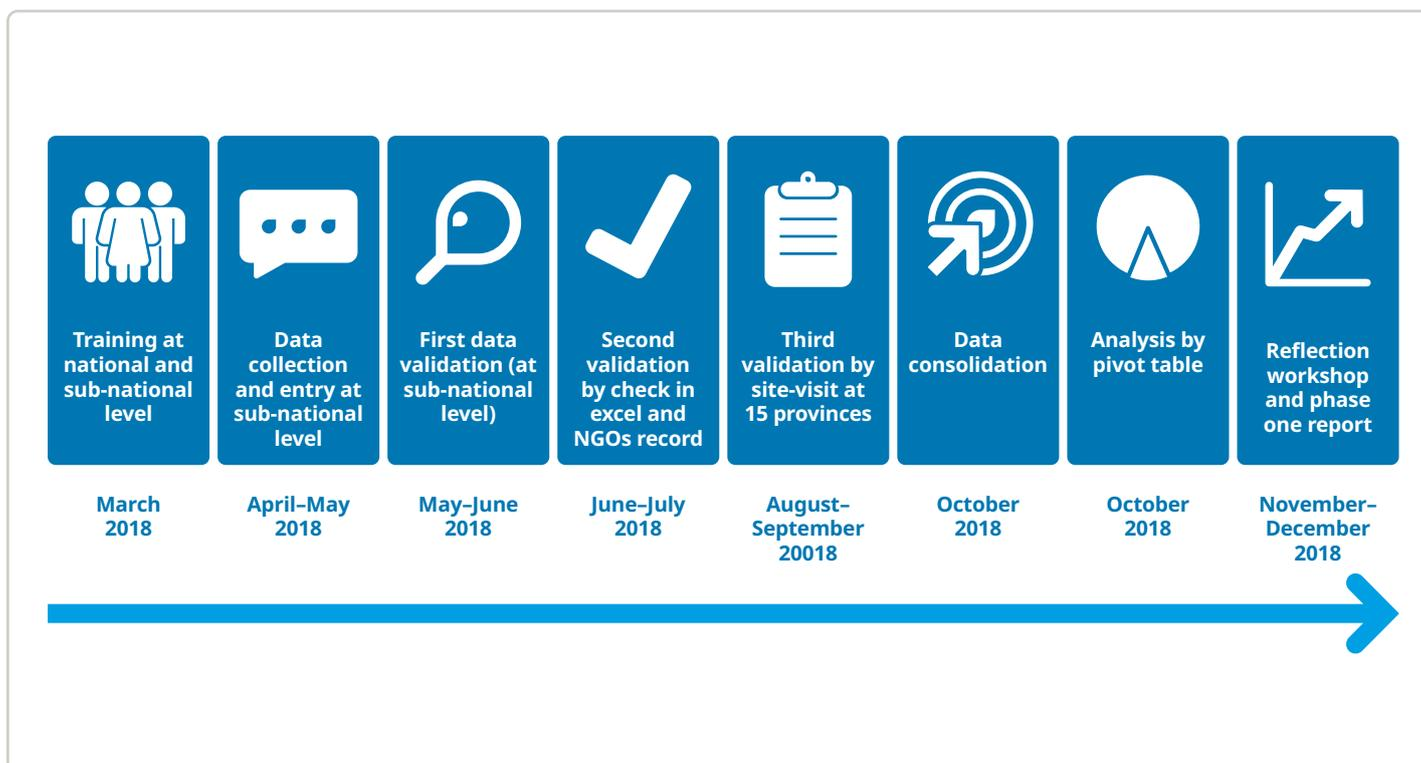 Training at
national and
sub-national
level
Data
collection
and entry at
sub-national
level
First data
validation (at
sub-national
level)
Second
validation
by check in
excel and
NGOs record
Third
validation by
site-visit at
15 provinces
Data
consolidation
Analysis by
pivot table
Reflection
workshop
and phase
one report
March
2018
April–May
2018
May–June
2018
June–July
2018
August–
September
20018
October
2018
October
2018
November–
December
2018